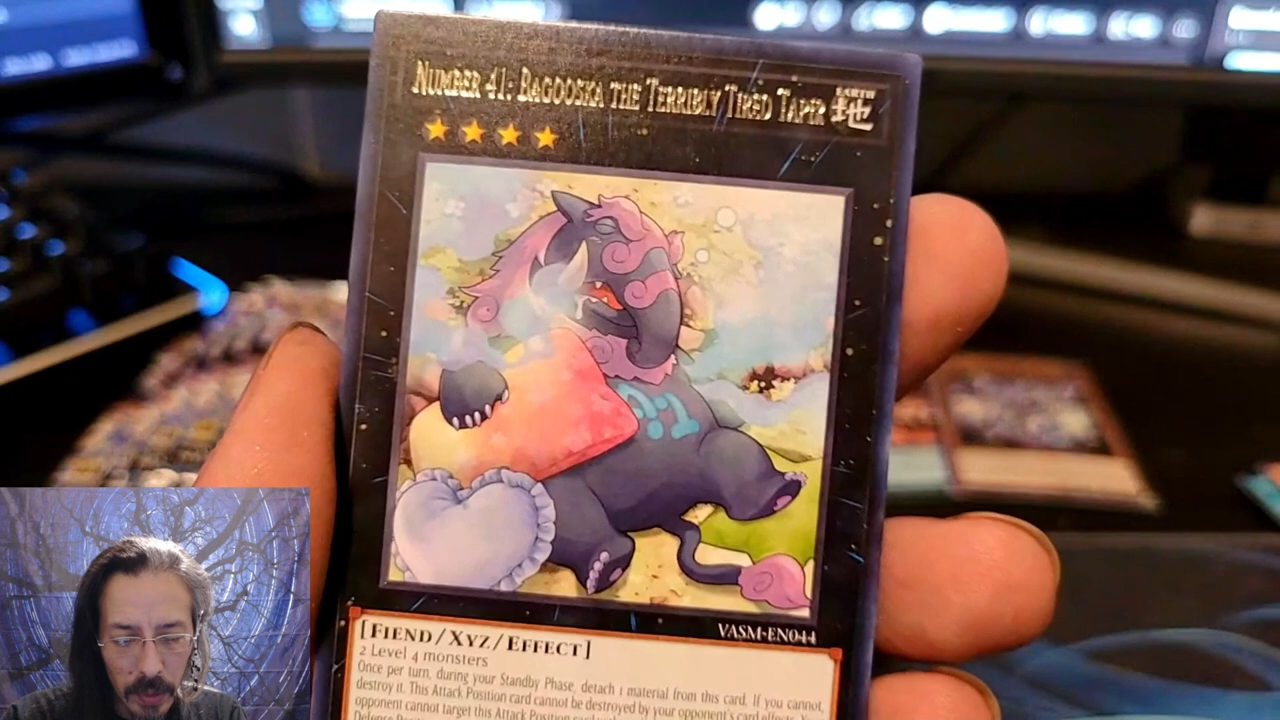 NUMBER 41: BAGOOSKA THE TERRIBLY TIRED TAPIR
EARTH
地
41
VASM-EN044
[FIEND/XYZ/EFFECT]
2 Level 4 monsters
Once per turn, during your Standby Phase, detach 1 material from this card. If you cannot,
destroy it. This Attack Position card cannot be destroyed by your opponent's card effects. Your
opponent cannot target this Attack Position card with